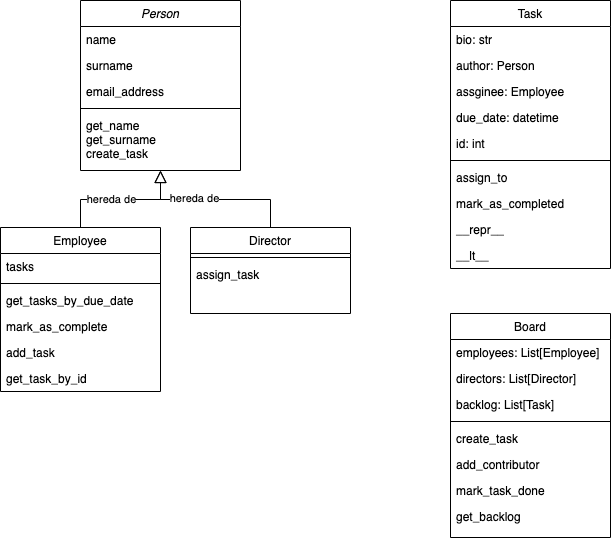 Person
name
surname
email_address
get_name
get_surname
create_task
hereda de
hereda de
Employee
tasks
get_tasks_by_due_date
mark_as_complete
add_task
get_task_by_id
Director
assign_task
Task
bio: str
author: Person
assginee: Employee
due_date: datetime
id: int
assign_to
mark_as_completed
__repr__
__lt__
Board
employees: List[Employee]
directors: List[Director]
backlog: List[Task]
create_task
add_contributor
mark_task_done
get_backlog